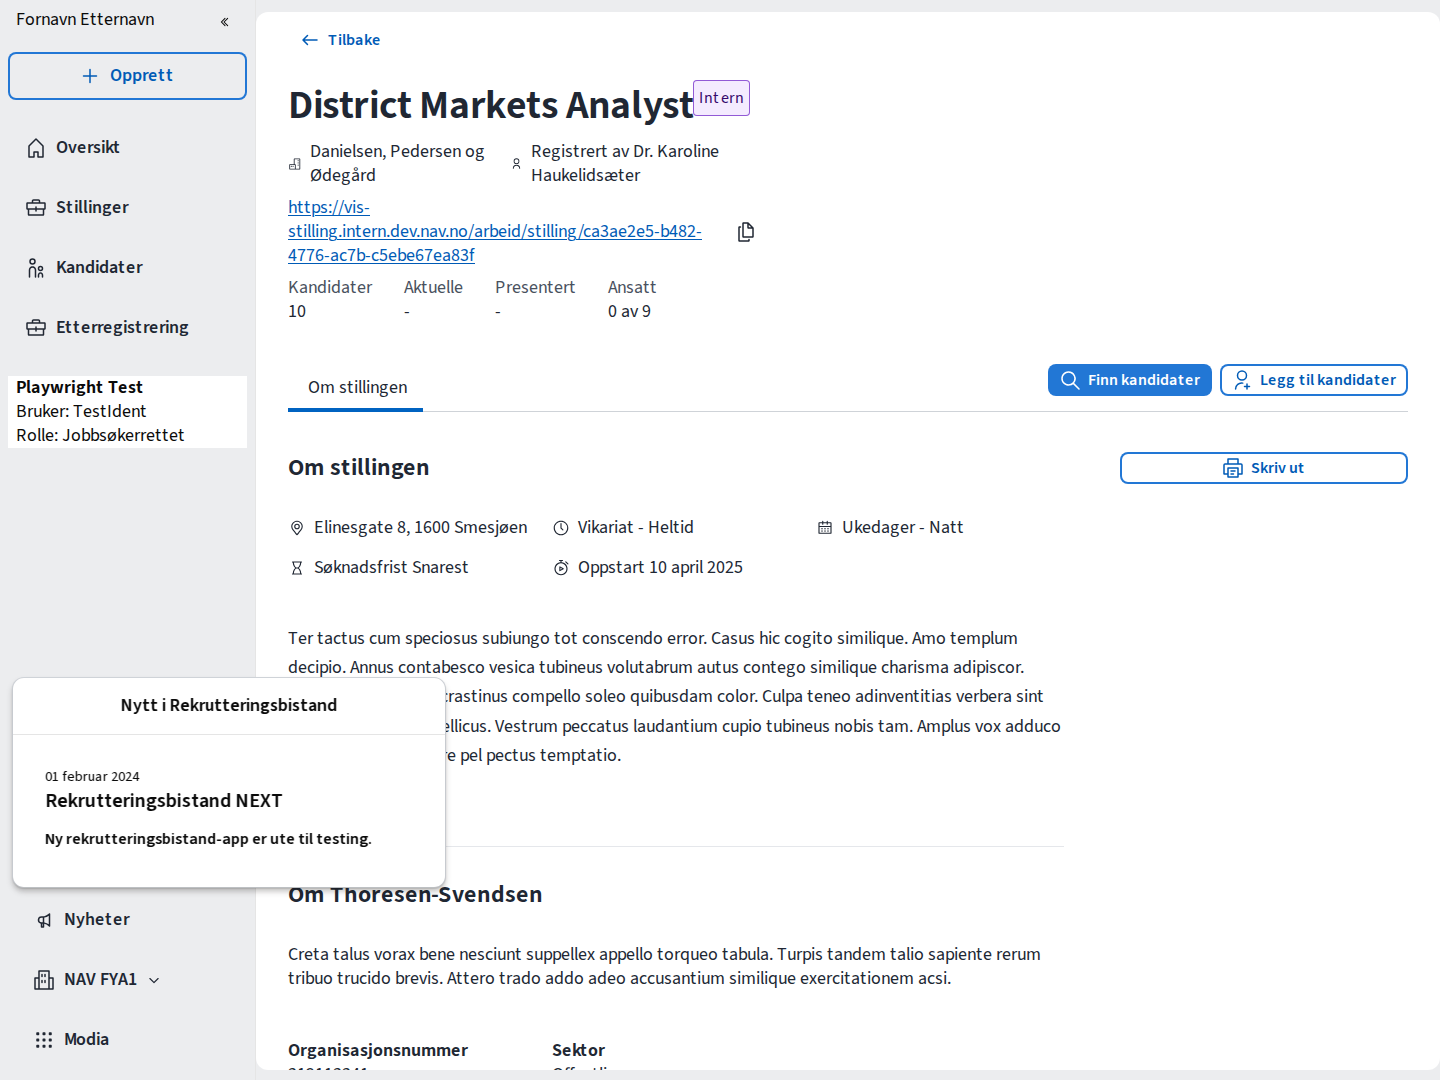 Fornavn Etternavn
Opprett
Oversikt
Stillinger
Kandidater
Etterregistrering
Playwright Test
Bruker: TestIdent
Rolle: Jobbsøkerrettet
Tilbake
District Markets Analyst
Intern
Danielsen, Pedersen og
Ødegård
Registrert av Dr. Karoline
Haukelidsæter
https://vis-
stilling.intern.dev.nav.no/arbeid/stilling/ca3ae2e5-b482-
4776-ac7b-c5ebe67ea83f
Kandidater
10
Aktuelle
-
Presentert
-
Ansatt
0 av 9
Om stillingen
Finn kandidater
Legg til kandidater
Om stillingen
Skriv ut
Elinesgate 8, 1600 Smesjøen
Vikariat - Heltid
Ukedager - Natt
Søknadsfrist Snarest
Oppstart 10 april 2025
Ter tactus cum speciosus subiungo tot conscendo error. Casus hic cogito similique. Amo templum
decipio. Annus contabesco vesica tubineus volutabrum autus contego similique charisma adipiscor.
crastinus compello soleo quibusdam color. Culpa teneo adinventitias verbera sint
ellicus. Vestrum peccatus laudantium cupio tubineus nobis tam. Amplus vox adduco
re pel pectus temptatio.
Nytt i Rekrutteringsbistand
01 februar 2024
Rekrutteringsbistand NEXT
Ny rekrutteringsbistand-app er ute til testing.
Nyheter
NAV FYA1
Modia
Om Thoresen-Svendsen
Creta talus vorax bene nesciunt suppellex appello torqueo tabula. Turpis tandem talio sapiente rerum
tribuo trucido brevis. Attero trado addo adeo accusantium similique exercitationem acsi.
Organisasjonsnummer
Sektor